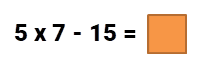 5 x 7 - 15 =